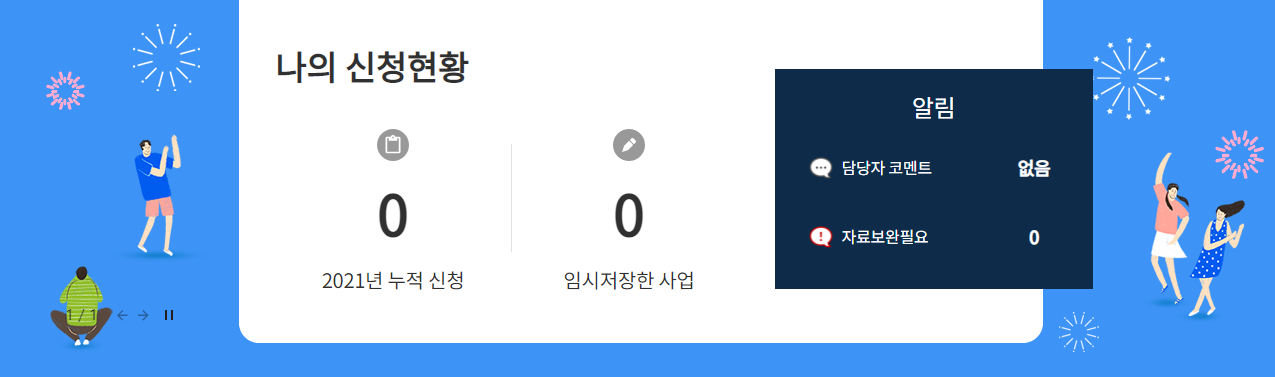 나의 신청현황
0
2021년 누적 신청
0
임시저장한 사업
알림
담당자 코멘트 없음
자료보완필요 0
1 / 1